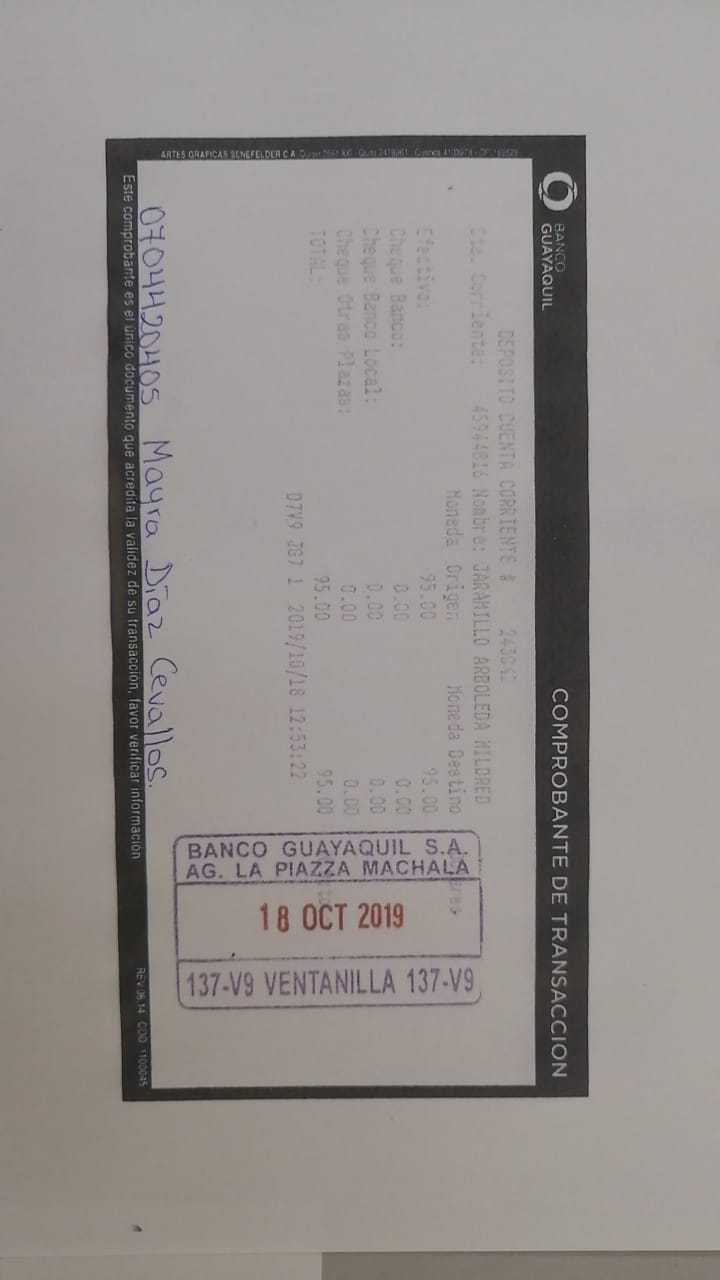 BANCO
GUAYAQUIL
COMPROBANTE DE TRANSACCION
DEPOSITO CUENTA CORRIENTE # 243042
Cta. Corriente: 45944816 Nombre: JARAMILLO ARBOLEDA MILDRED
Moneda Origen Moneda Destino
Efectivo: 95.00 95.00
Cheque Banco: 0.00 0.00
Cheque Banco Local: 0.00 0.00
Cheque Otras Plazas: 0.00 0.00
TOTAL: 95.00 95.00
D7V9 JG7 1 2019/10/18 12:53:22
BANCO GUAYAQUIL S.A.
AG. LA PIAZZA MACHALA
18 OCT 2019
137-V9 VENTANILLA 137-V9
0704420405 Mayra Díaz Cevallos.
Este comprobante es el único documento que acredita la validez de su transacción, favor verificar información
REV.06.14 COD. 1100045
ARTES GRAFICAS SENEFELDER C.A.